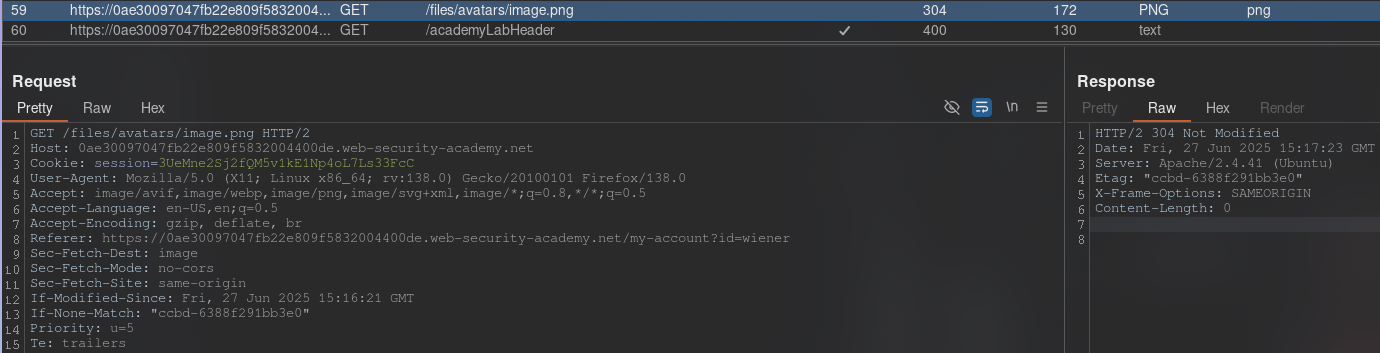 59 https://0ae30097047fb22e809f5832004... GET /files/avatars/image.png 304 172 PNG png
60 https://0ae30097047fb22e809f5832004... GET /academyLabHeader ✓ 400 130 text
Request
Pretty Raw Hex \n
1 GET /files/avatars/image.png HTTP/2
2 Host: 0ae30097047fb22e809f5832004400de.web-security-academy.net
3 Cookie: session=3UeMne2Sj2fQM5v1kE1Np4oL7Ls33FcC
4 User-Agent: Mozilla/5.0 (X11; Linux x86_64; rv:138.0) Gecko/20100101 Firefox/138.0
5 Accept: image/avif,image/webp,image/png,image/svg+xml,image/*;q=0.8,*/*;q=0.5
6 Accept-Language: en-US,en;q=0.5
7 Accept-Encoding: gzip, deflate, br
8 Referer: https://0ae30097047fb22e809f5832004400de.web-security-academy.net/my-account?id=wiener
9 Sec-Fetch-Dest: image
10 Sec-Fetch-Mode: no-cors
11 Sec-Fetch-Site: same-origin
12 If-Modified-Since: Fri, 27 Jun 2025 15:16:21 GMT
13 If-None-Match: "ccbd-6388f291bb3e0"
14 Priority: u=5
15 Te: trailers
Response
Pretty Raw Hex Render
1 HTTP/2 304 Not Modified
2 Date: Fri, 27 Jun 2025 15:17:23 GMT
3 Server: Apache/2.4.41 (Ubuntu)
4 Etag: "ccbd-6388f291bb3e0"
5 X-Frame-Options: SAMEORIGIN
6 Content-Length: 0
7
8